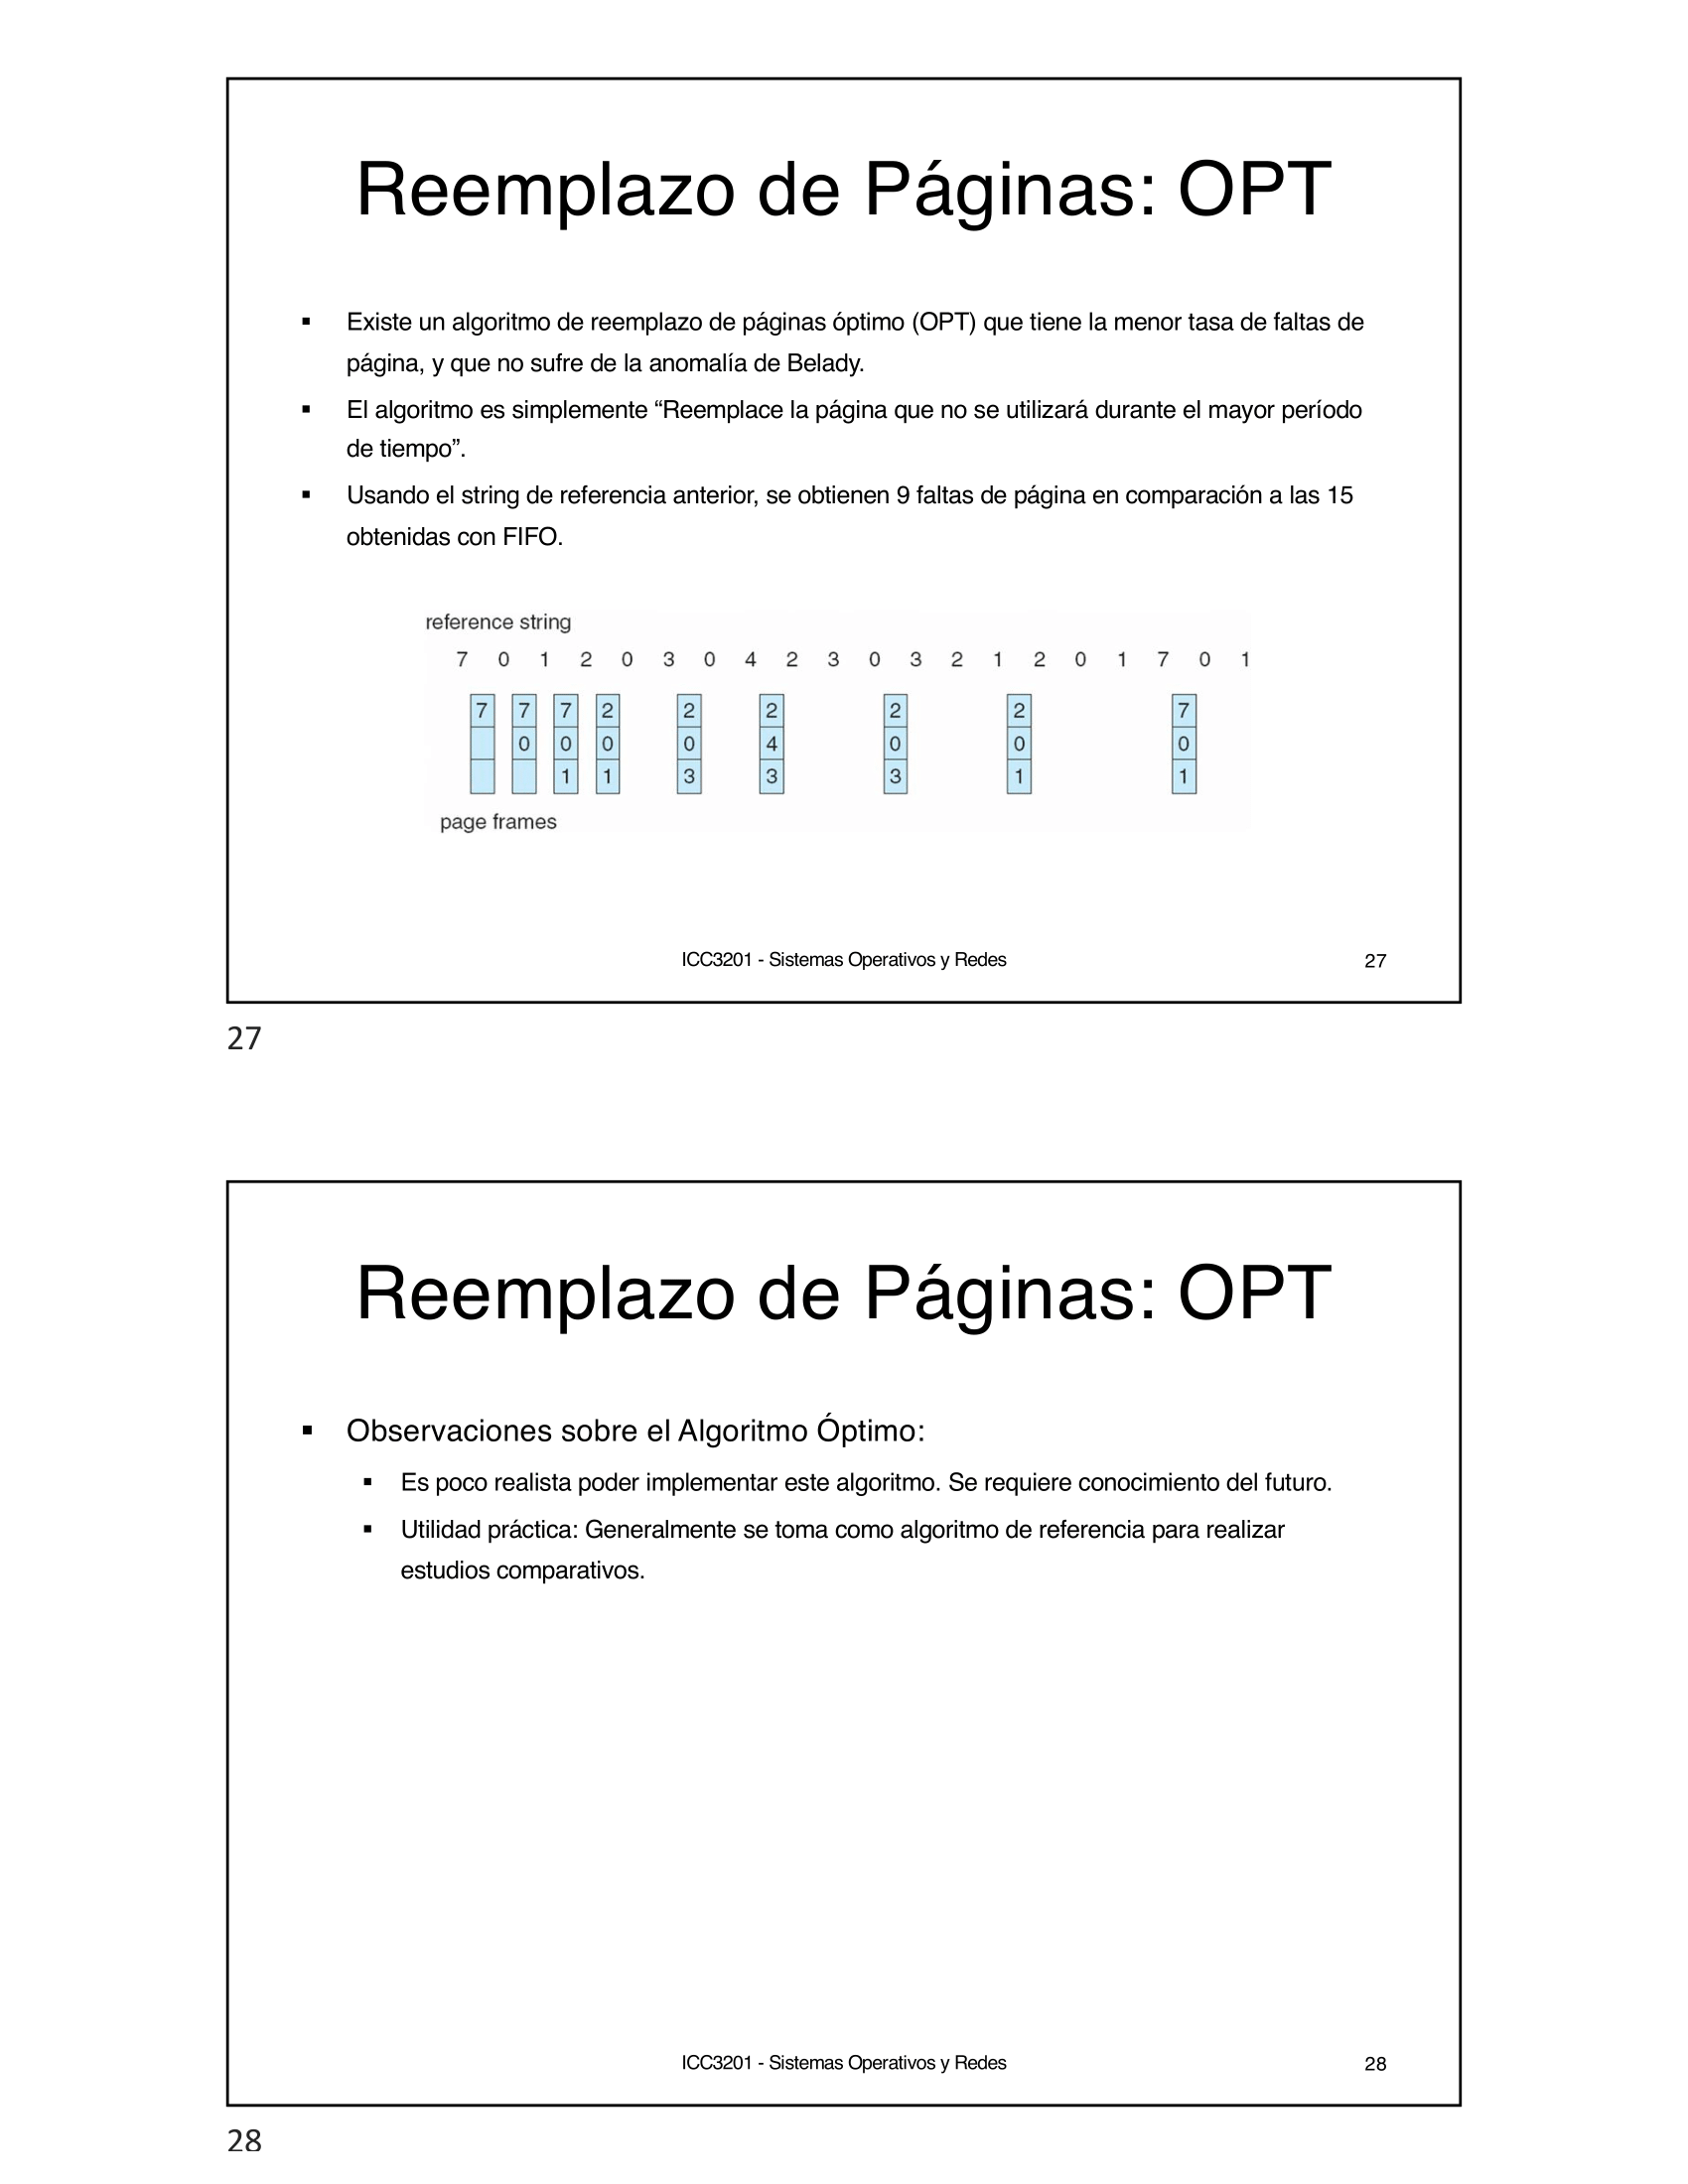 Reemplazo de Páginas: OPT
▪ Existe un algoritmo de reemplazo de páginas óptimo (OPT) que tiene la menor tasa de faltas de
página, y que no sufre de la anomalía de Belady.
▪ El algoritmo es simplemente “Reemplace la página que no se utilizará durante el mayor período
de tiempo”.
▪ Usando el string de referencia anterior, se obtienen 9 faltas de página en comparación a las 15
obtenidas con FIFO.
reference string
7 0 1 2 0 3 0 4 2 3 0 3 2 1 2 0 1 7 0 1
7 7 7 2 2 2 2 2 7
0 0 0 0 4 0 0 0
1 1 3 3 3 1 1
page frames
ICC3201 - Sistemas Operativos y Redes 27
27
Reemplazo de Páginas: OPT
▪ Observaciones sobre el Algoritmo Óptimo:
▪ Es poco realista poder implementar este algoritmo. Se requiere conocimiento del futuro.
▪ Utilidad práctica: Generalmente se toma como algoritmo de referencia para realizar
estudios comparativos.
ICC3201 - Sistemas Operativos y Redes 28
28